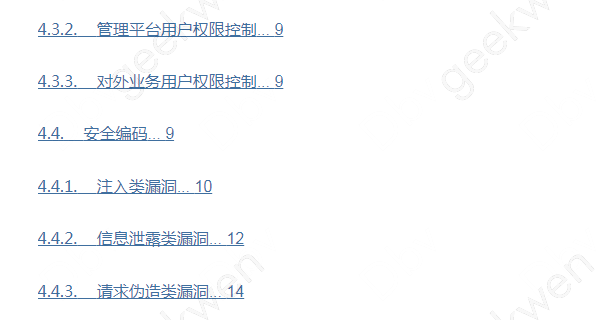 4.3.2. 管理平台用户权限控制... 9
geekwen
geekwen
4.3.3. 对外业务用户权限控制... 9
4.4. 安全编码... 9
4.4.1. 注入类漏洞... 10
4.4.2. 信息泄露类漏洞... 12
4.4.3. 请求伪造类漏洞... 14
geekwen
geekwen